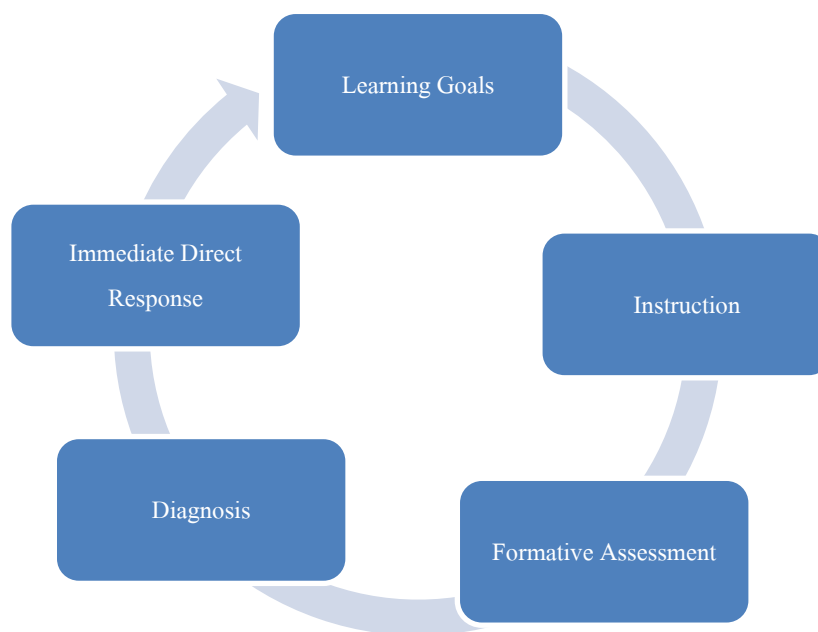 Learning Goals
Instruction
Formative Assessment
Diagnosis
Immediate Direct
Response